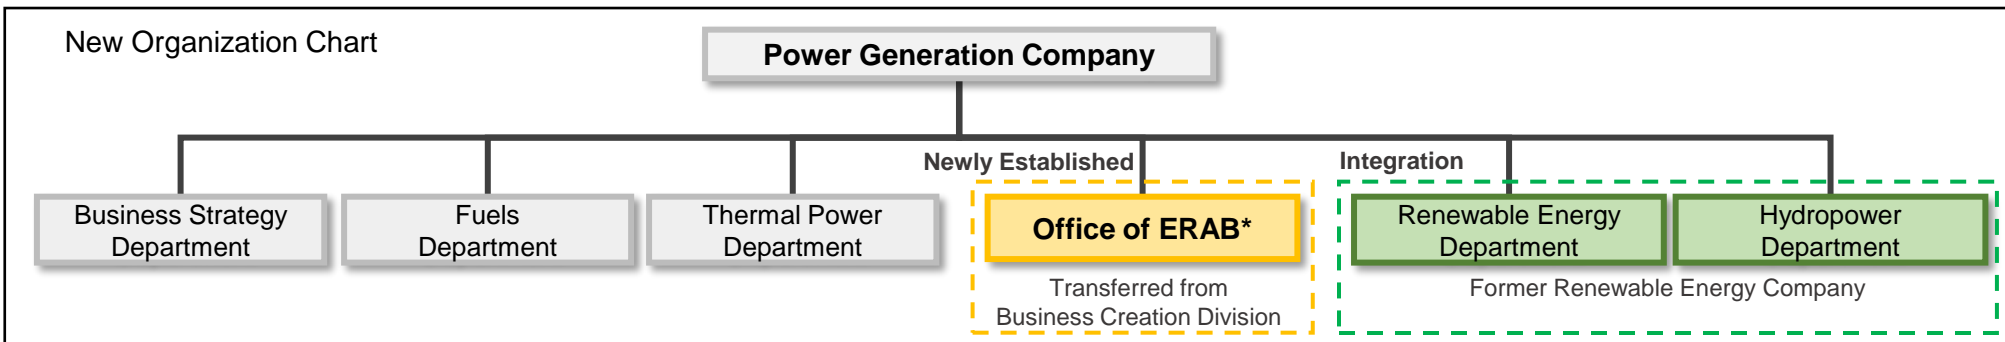 New Organization Chart
Power Generation Company
Newly Established
Integration
Business Strategy
Department
Fuels
Department
Thermal Power
Department
Office of ERAB*
Renewable Energy
Department
Hydropower
Department
Transferred from
Business Creation Division
Former Renewable Energy Company